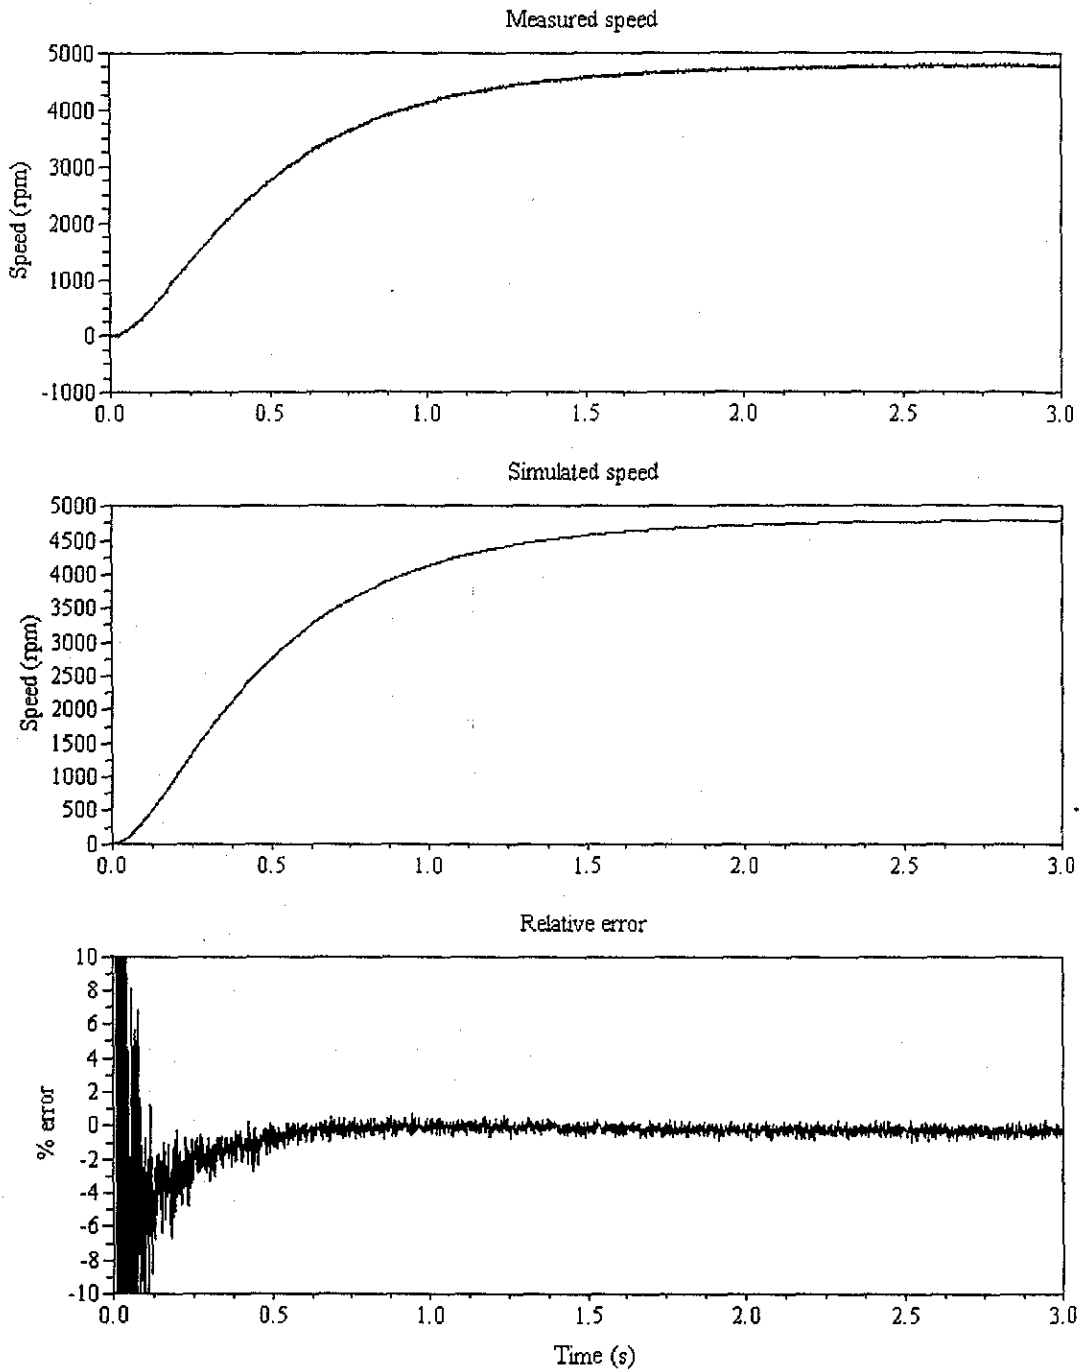 Measured speed
5000
4000
3000
2000
1000
0
-1000
Speed (rpm)
0.0 0.5 1.0 1.5 2.0 2.5 3.0
Simulated speed
5000
4500
4000
3500
3000
2500
2000
1500
1000
500
0
Speed (rpm)
0.0 0.5 1.0 1.5 2.0 2.5 3.0
Relative error
10
8
6
4
2
0
-2
-4
-6
-8
-10
% error
0.0 0.5 1.0 1.5 2.0 2.5 3.0
Time (s)